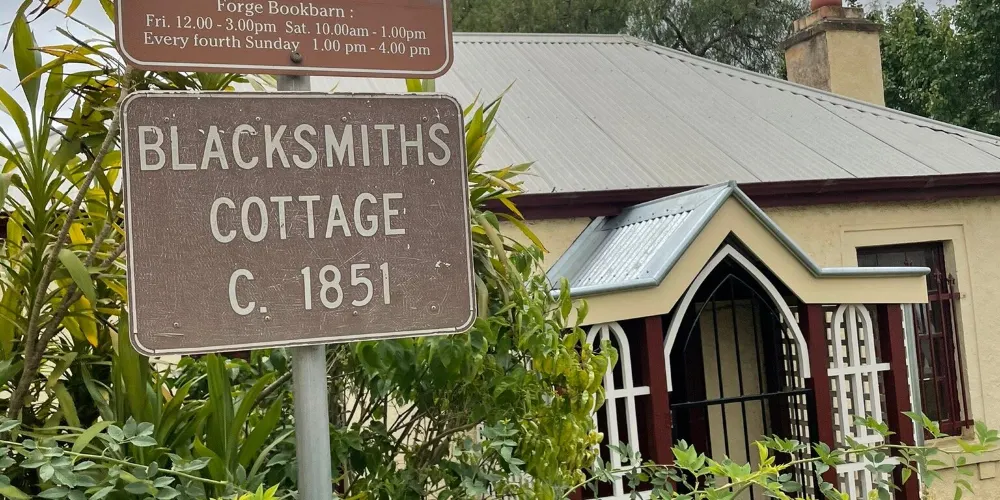 Forge Bookbarn :
Fri. 12.00 - 3.00pm Sat. 10.00am - 1.00pm
Every fourth Sunday 1.00 pm - 4.00 pm
BLACKSMITHS
COTTAGE
C. 1851